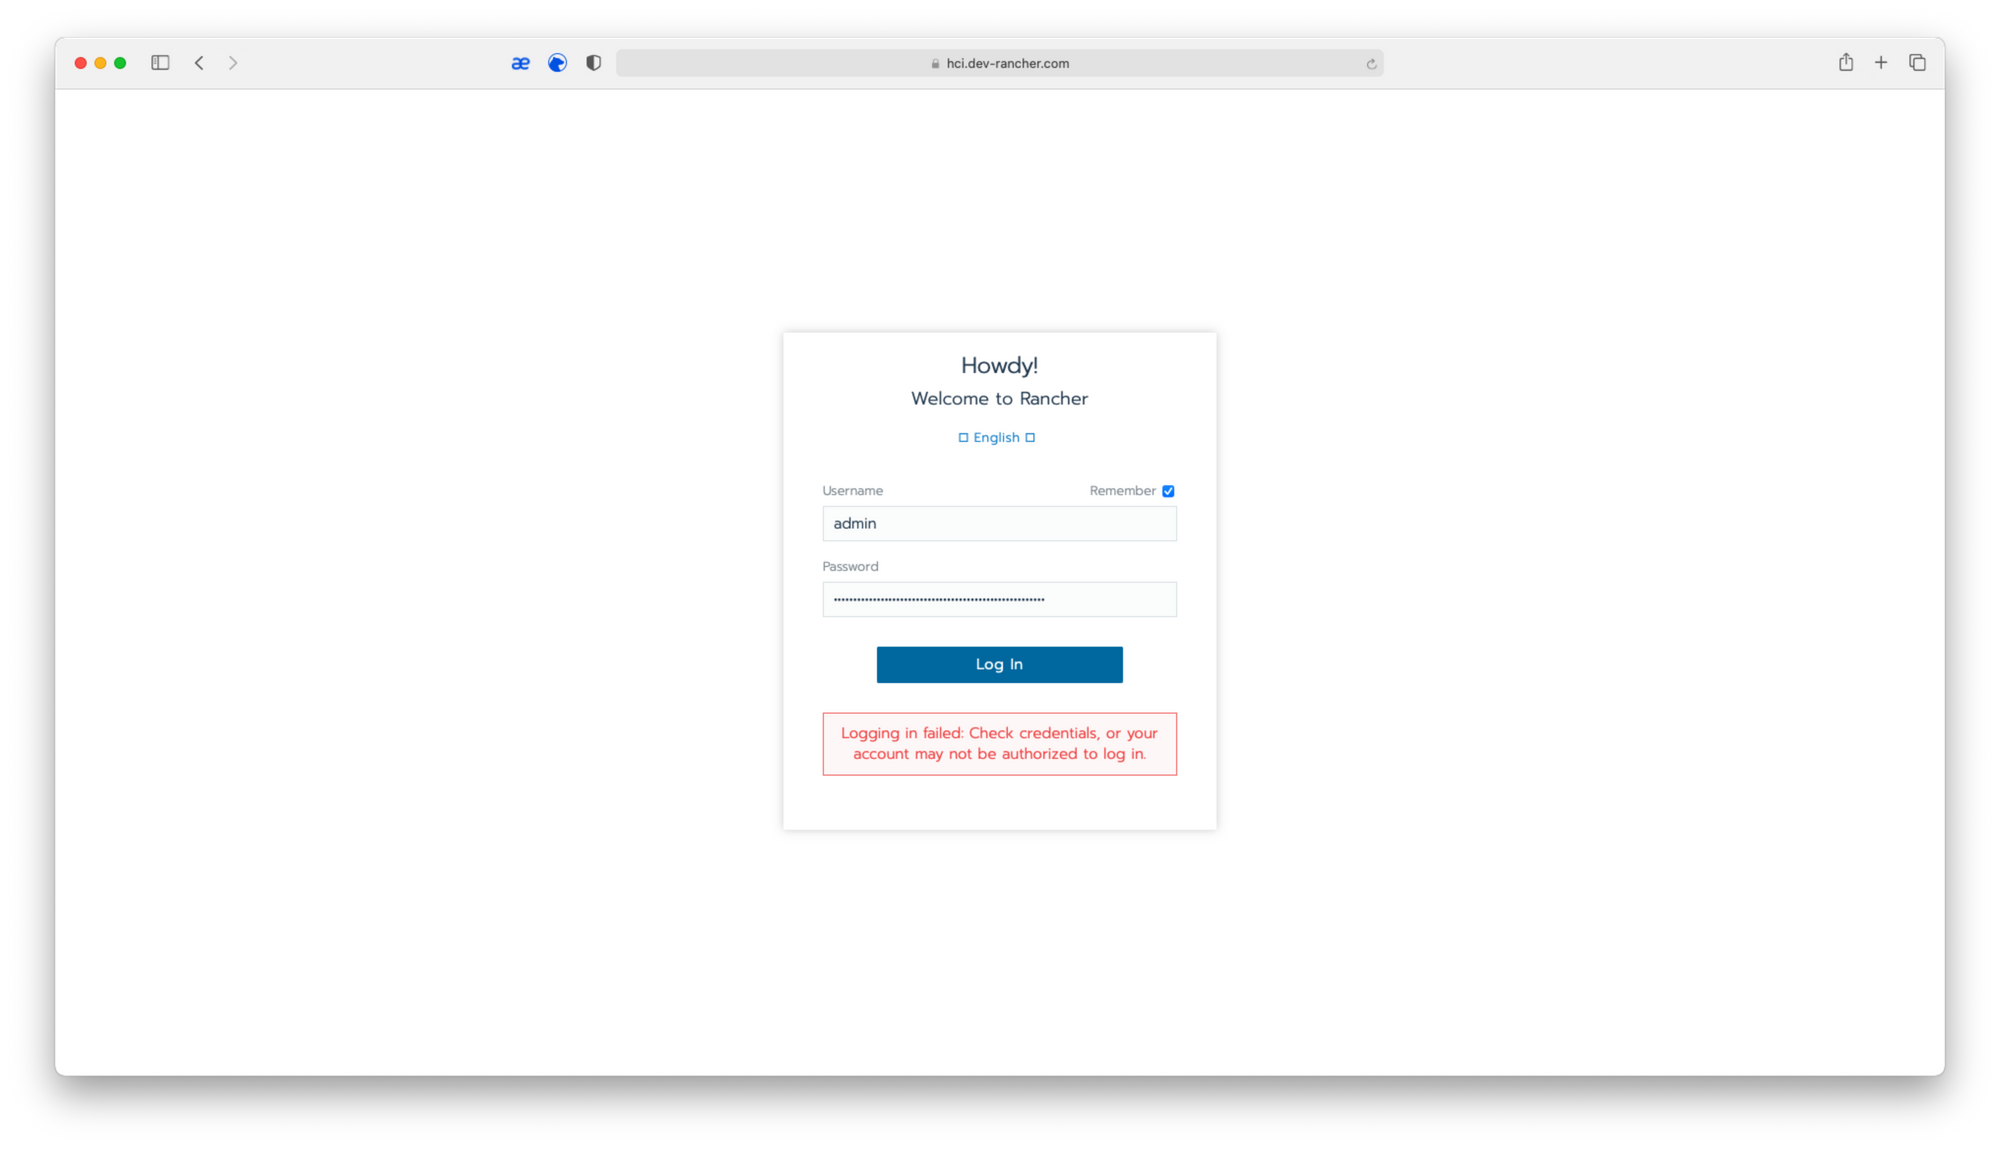 æ
hci.dev-rancher.com
Howdy!
Welcome to Rancher
English
Username
Remember
admin
Password
Log In
Logging in failed: Check credentials, or your
account may not be authorized to log in.